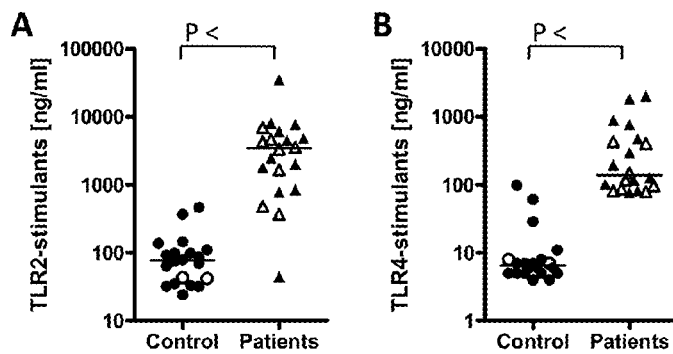 A
P <
TLR2-stimulants [ng/ml]
100000
10000
1000
100
10
Control Patients
B
P <
TLR4-stimulants [ng/ml]
10000
1000
100
10
1
Control Patients